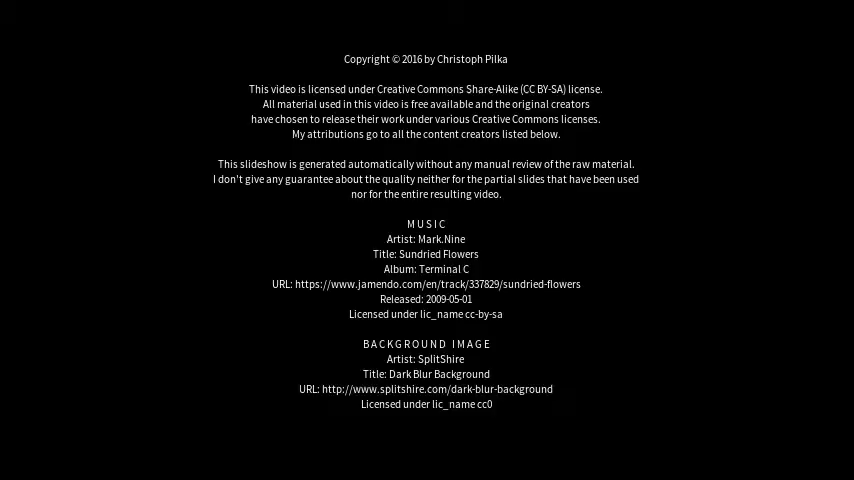 Copyright © 2016 by Christoph Pilka
This video is licensed under Creative Commons Share-Alike (CC BY-SA) license.
All material used in this video is free available and the original creators
have chosen to release their work under various Creative Commons licenses.
My attributions go to all the content creators listed below.
This slideshow is generated automatically without any manual review of the raw material.
I don't give any guarantee about the quality neither for the partial slides that have been used
nor for the entire resulting video.
MUSIC
Artist: Mark.Nine
Title: Sundried Flowers
Album: Terminal C
URL: https://www.jamendo.com/en/track/337829/sundried-flowers
Released: 2009-05-01
Licensed under lic_name cc-by-sa
BACKGROUND IMAGE
Artist: SplitShire
Title: Dark Blur Background
URL: http://www.splitshire.com/dark-blur-background
Licensed under lic_name cc0